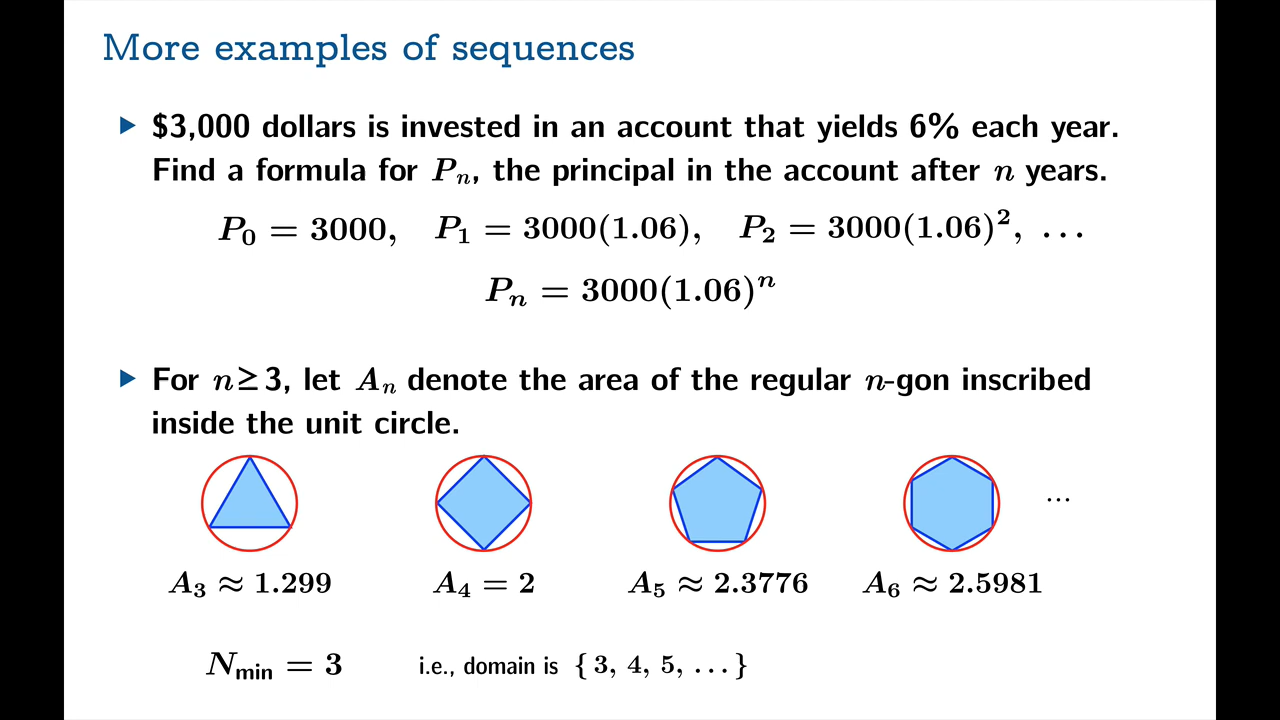 More examples of sequences
$3,000 dollars is invested in an account that yields 6% each year.
Find a formula for Pₙ, the principal in the account after n years.
P₀ = 3000, P₁ = 3000(1.06), P₂ = 3000(1.06)², ...
Pₙ = 3000(1.06)ⁿ
For n ≥ 3, let Aₙ denote the area of the regular n-gon inscribed
inside the unit circle.
...
A₃ ≈ 1.299 A₄ = 2 A₅ ≈ 2.3776 A₆ ≈ 2.5981
N_min = 3 i.e., domain is { 3, 4, 5, ... }